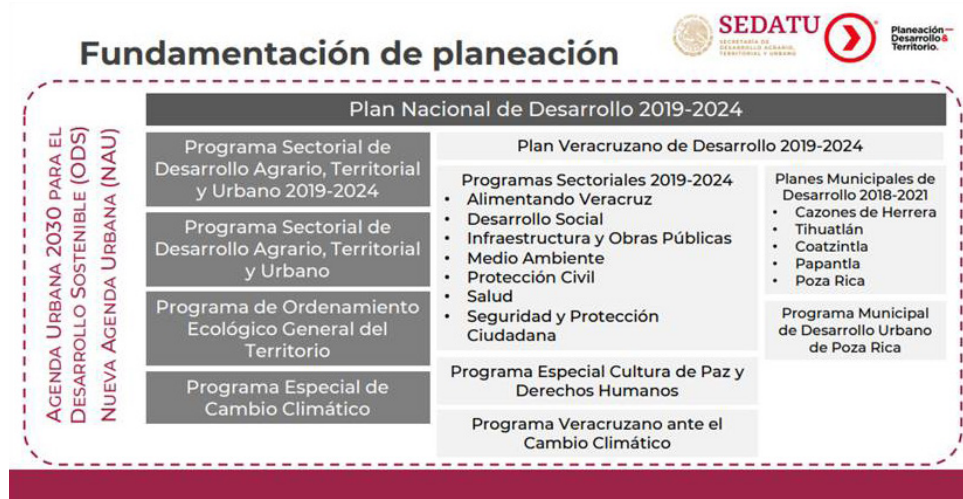 Fundamentación de planeación
SEDATU
SECRETARÍA DE
DESARROLLO AGRARIO,
TERRITORIAL Y URBANO
Planeación—
Desarrollo&
Territorio.
AGENDA URBANA 2030 PARA EL
DESARROLLO SOSTENIBLE (ODS)
NUEVA AGENDA URBANA (NAU)
Plan Nacional de Desarrollo 2019-2024
Programa Sectorial de
Desarrollo Agrario, Territorial
y Urbano 2019-2024
Programa Sectorial de
Desarrollo Agrario, Territorial
y Urbano
Programa de Ordenamiento
Ecológico General del
Territorio
Programa Especial de
Cambio Climático
Plan Veracruzano de Desarrollo 2019-2024
Programas Sectoriales 2019-2024
• Alimentando Veracruz
• Desarrollo Social
• Infraestructura y Obras Públicas
• Medio Ambiente
• Protección Civil
• Salud
• Seguridad y Protección
Ciudadana
Programa Especial Cultura de Paz y
Derechos Humanos
Programa Veracruzano ante el
Cambio Climático
Planes Municipales de
Desarrollo 2018-2021
• Cazones de Herrera
• Tihuatlán
• Coatzintla
• Papantla
• Poza Rica
Programa Municipal
de Desarrollo Urbano
de Poza Rica